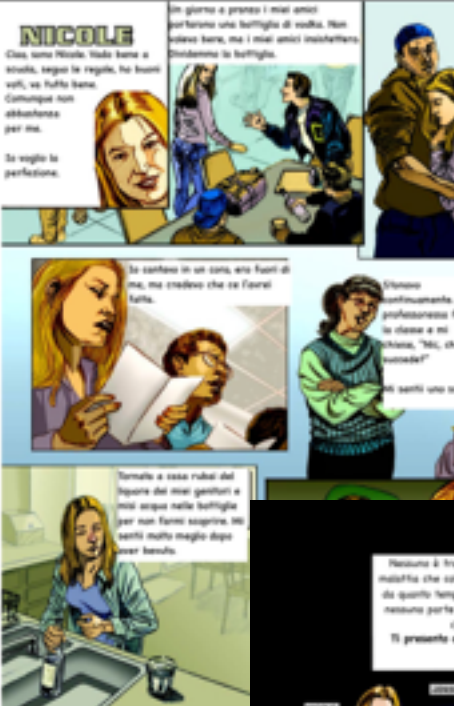 NICOLE
Ciao, sono Nicole. Vado bene a
scuola, seguo le regole, ho buoni
voti, va tutto bene.
Comunque non
abbastanza
per me.
Io voglio la
perfezione.
Un giorno a pranzo i miei amici
portarono una bottiglia di vodka. Non
volevo bere, ma i miei amici insistettero.
Dividemmo la bottiglia.
Io cantavo in un coro, ero fuori di
me, ma credevo che ce l'avrei
fatta.
Stonavo
continuamente.
professoressa
la classe e mi
chiese, "Nic, ch
succede?"
Mi sentii uno s
Tornata a casa rubai del
liquore dei miei genitori e
misi acqua nelle bottiglie
per non farmi scoprire. Mi
sentii molto meglio dopo
aver bevuto.
Nessuno è tr
malattia che col
da quanto temp
nessuna parte
Ti presento